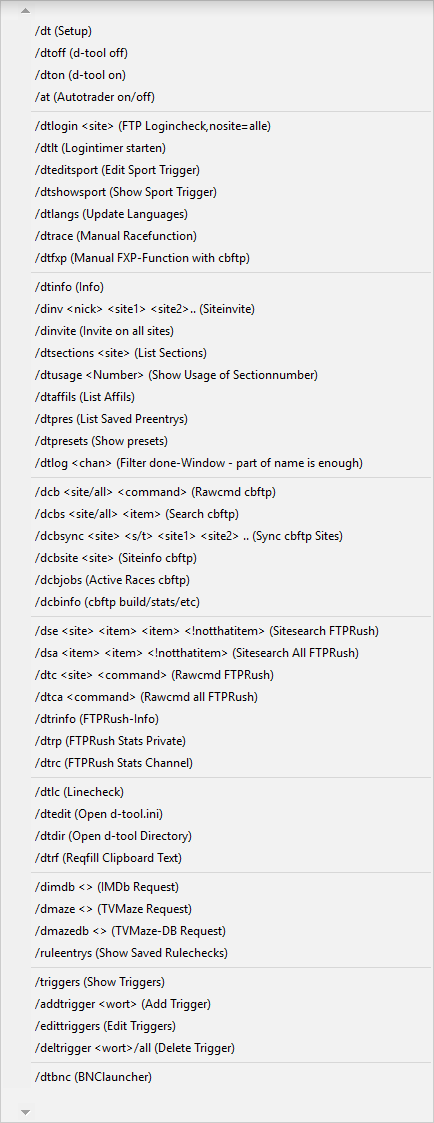 /dt (Setup)
/dtoff (d-tool off)
/dton (d-tool on)
/at (Autotrader on/off)
/dtlogin <site> (FTP Logincheck,nosite=alle)
/dtlt (Logintimer starten)
/dteditsport (Edit Sport Trigger)
/dtshowsport (Show Sport Trigger)
/dtlangs (Update Languages)
/dtrace (Manual Racefunction)
/dtfxp (Manual FXP-Function with cbftp)
/dtinfo (Info)
/dinv <nick> <site1> <site2>.. (Siteinvite)
/dinvite (Invite on all sites)
/dtsections <site> (List Sections)
/dtusage <Number> (Show Usage of Sectionnumber)
/dtaffils (List Affils)
/dtpres (List Saved Preentrys)
/dtpresets (Show presets)
/dtlog <chan> (Filter done-Window - part of name is enough)
/dcb <site/all> <command> (Rawcmd cbftp)
/dcbs <site/all> <item> (Search cbftp)
/dcbsync <site> <s/t> <site1> <site2> .. (Sync cbftp Sites)
/dcbsite <site> (Siteinfo cbftp)
/dcbjobs (Active Races cbftp)
/dcbinfo (cbftp build/stats/etc)
/dse <site> <item> <item> <!notthatitem> (Sitesearch FTPRush)
/dsa <item> <item> <!notthatitem> (Sitesearch All FTPRush)
/dtc <site> <command> (Rawcmd FTPRush)
/dtca <command> (Rawcmd all FTPRush)
/dtrinfo (FTPRush-Info)
/dtrp (FTPRush Stats Private)
/dtrc (FTPRush Stats Channel)
/dtlc (Linecheck)
/dtedit (Open d-tool.ini)
/dtdir (Open d-tool Directory)
/dtrf (Reqfill Clipboard Text)
/dimdb <> (IMDb Request)
/dmaze <> (TVMaze Request)
/dmazedb <> (TVMaze-DB Request)
/ruleentrys (Show Saved Rulechecks)
/triggers (Show Triggers)
/addtrigger <wort> (Add Trigger)
/edittriggers (Edit Triggers)
/deltrigger <wort>/all (Delete Trigger)
/dtbnc (BNClauncher)